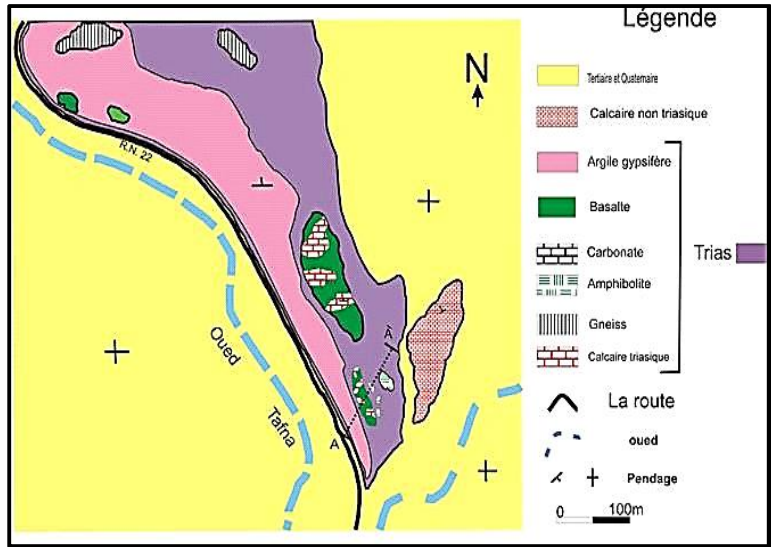 Légende
N
Tertiaire et Quaternaire
Calcaire non triasique
Argile gypsifère
Basalte
Carbonate
Amphibolite
Gneiss
Calcaire triasique
Trias
La route
oued
Pendage
0 100m
R.N. 22
Oued
Tafna
A
A